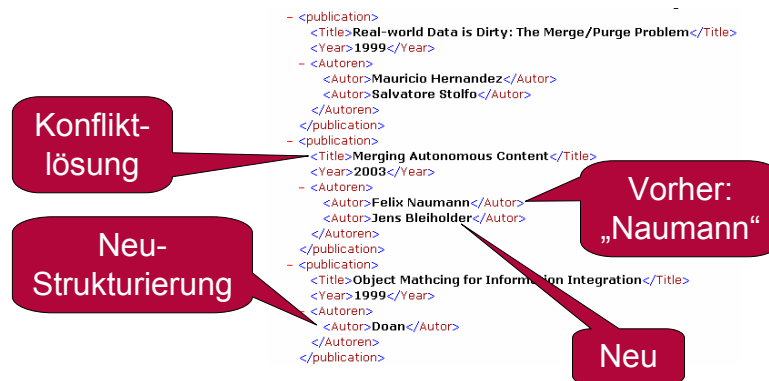 − <publication>
<Title>Real-world Data is Dirty: The Merge/Purge Problem</Title>
<Year>1999</Year>
− <Autoren>
<Autor>Mauricio Hernandez</Autor>
<Autor>Salvatore Stolfo</Autor>
</Autoren>
</publication>
− <publication>
<Title>Merging Autonomous Content</Title>
<Year>2003</Year>
− <Autoren>
<Autor>Felix Naumann</Autor>
<Autor>Jens Bleiholder</Autor>
</Autoren>
</publication>
− <publication>
<Title>Object Mathcing for Information Integration</Title>
<Year>1999</Year>
− <Autoren>
<Autor>Doan</Autor>
</Autoren>
</publication>
Konflikt-
lösung
Neu-
Strukturierung
Vorher:
„Naumann“
Neu